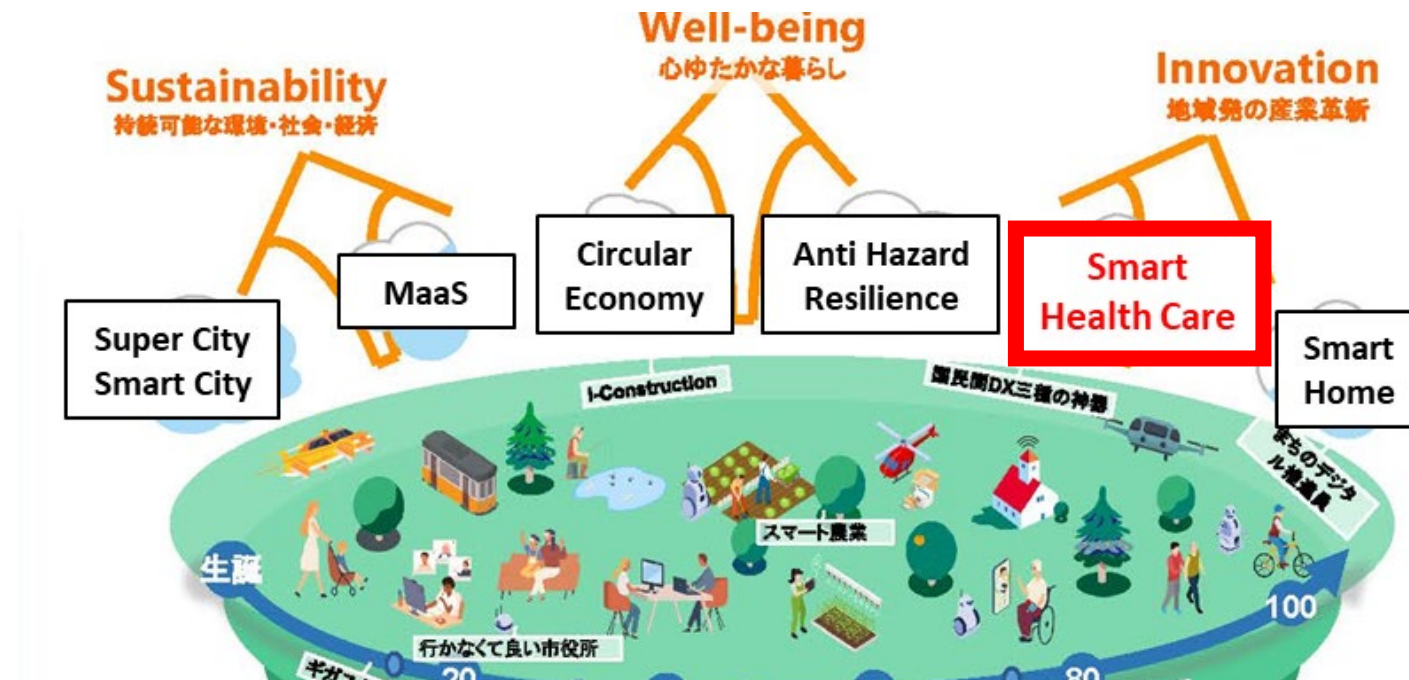 Well-being
心ゆたかな暮らし
Sustainability
持続可能な環境・社会・経済
Innovation
地域発の産業革新
Super City
Smart City
MaaS
Circular
Economy
Anti Hazard
Resilience
Smart
Health Care
Smart
Home
i-Construction
国民間DX三種の神器
まちのデジタ
ル推進員
スマート農業
生誕
行かなくて良い市役所
100
20
80